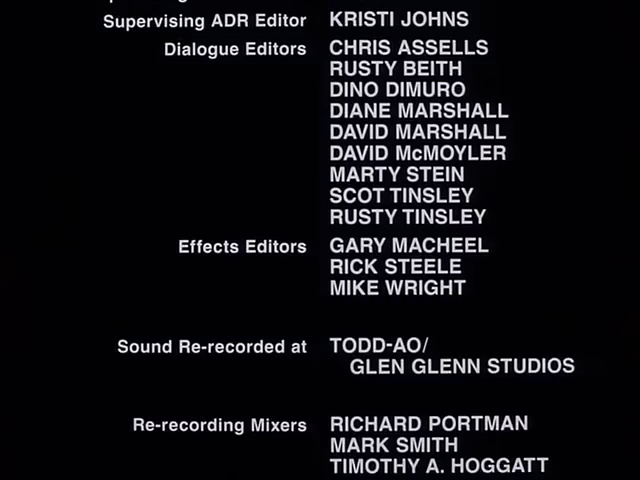 Supervising ADR Editor KRISTI JOHNS
Dialogue Editors CHRIS ASSELLS
RUSTY BEITH
DINO DIMURO
DIANE MARSHALL
DAVID MARSHALL
DAVID McMOYLER
MARTY STEIN
SCOT TINSLEY
RUSTY TINSLEY
Effects Editors GARY MACHEEL
RICK STEELE
MIKE WRIGHT
Sound Re-recorded at TODD-AO/
GLEN GLENN STUDIOS
Re-recording Mixers RICHARD PORTMAN
MARK SMITH
TIMOTHY A. HOGGATT